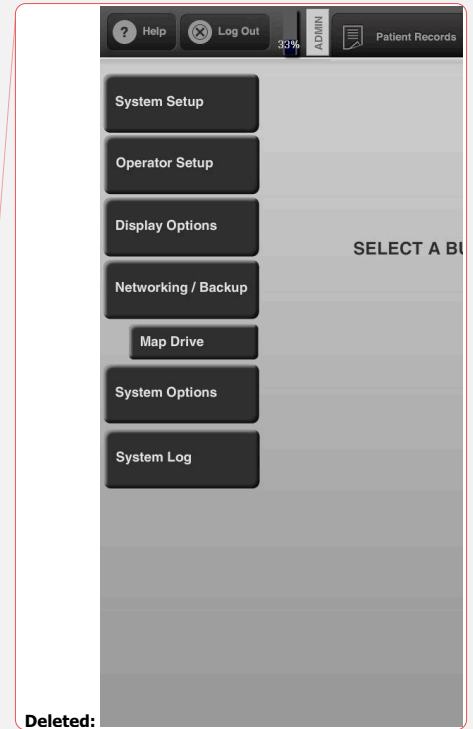 Help
Log Out
33%
ADMIN
Patient Records
System Setup
Operator Setup
Display Options
SELECT A BU
Networking / Backup
Map Drive
System Options
System Log
Deleted: